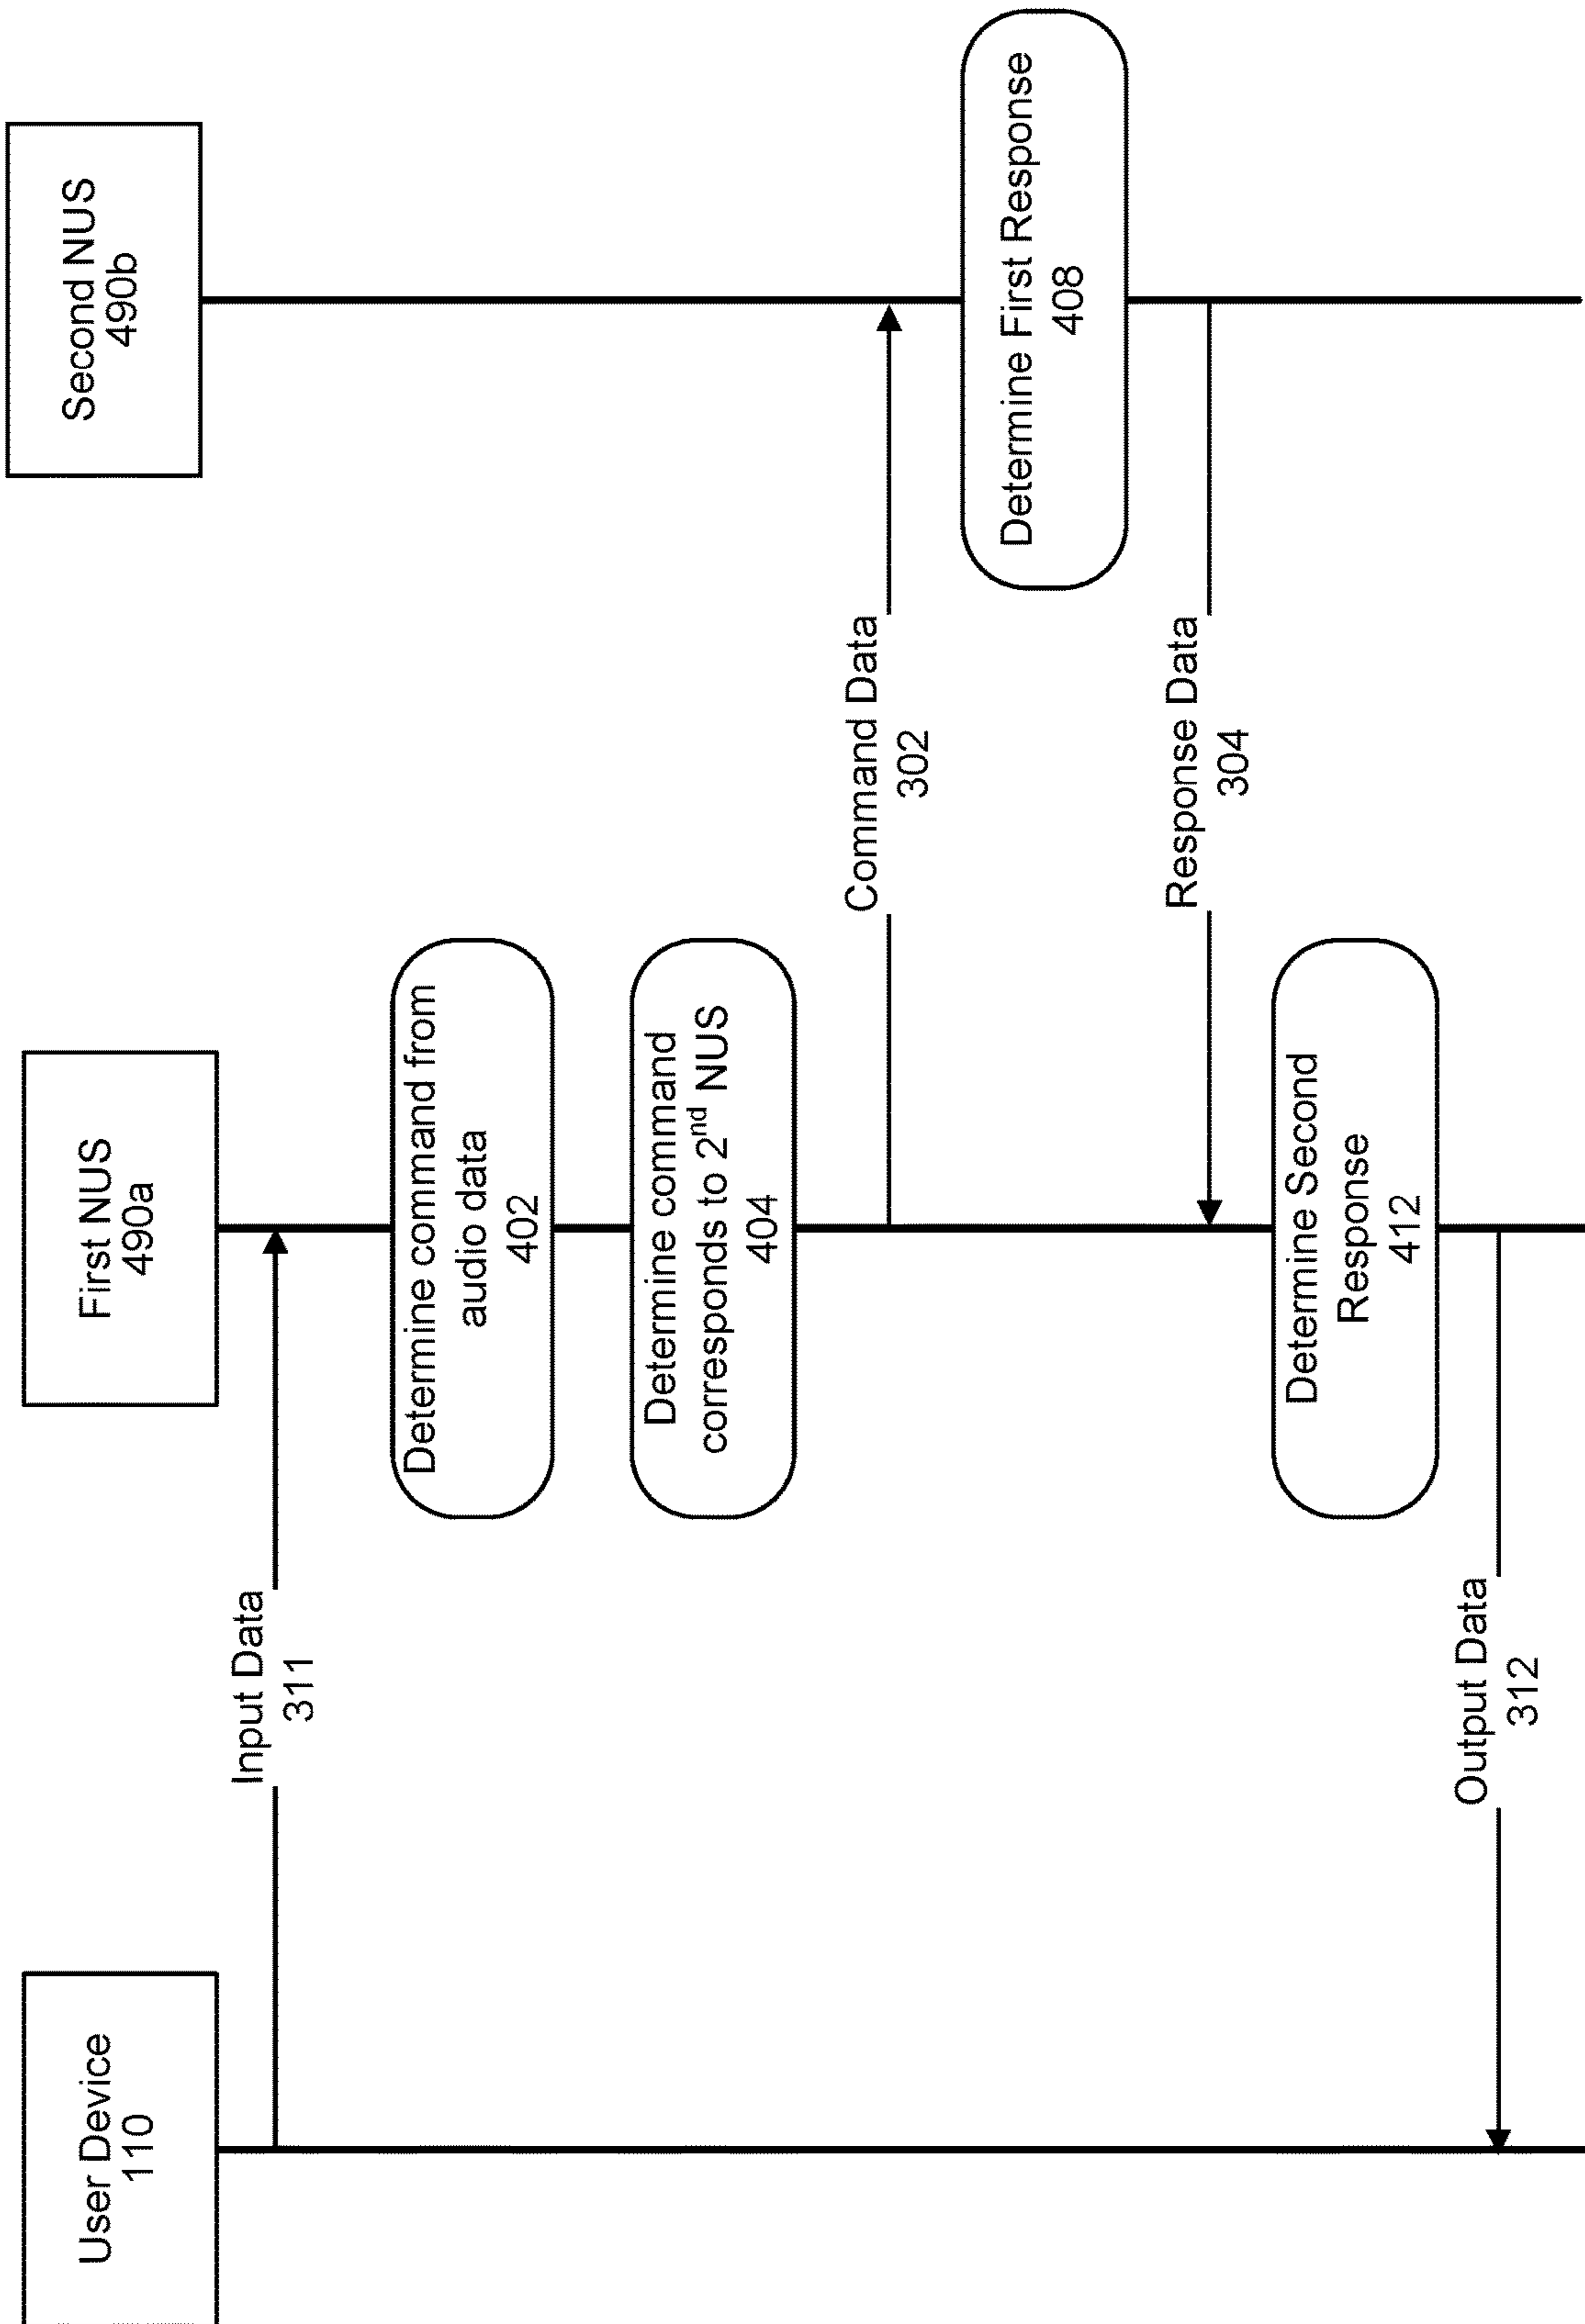 User Device
110
First NUS
490a
Second NUS
490b
Input Data
311
Determine command from
audio data
402
Determine command
corresponds to 2nd NUS
404
Command Data
302
Determine First Response
408
Response Data
304
Determine Second
Response
412
Output Data
312